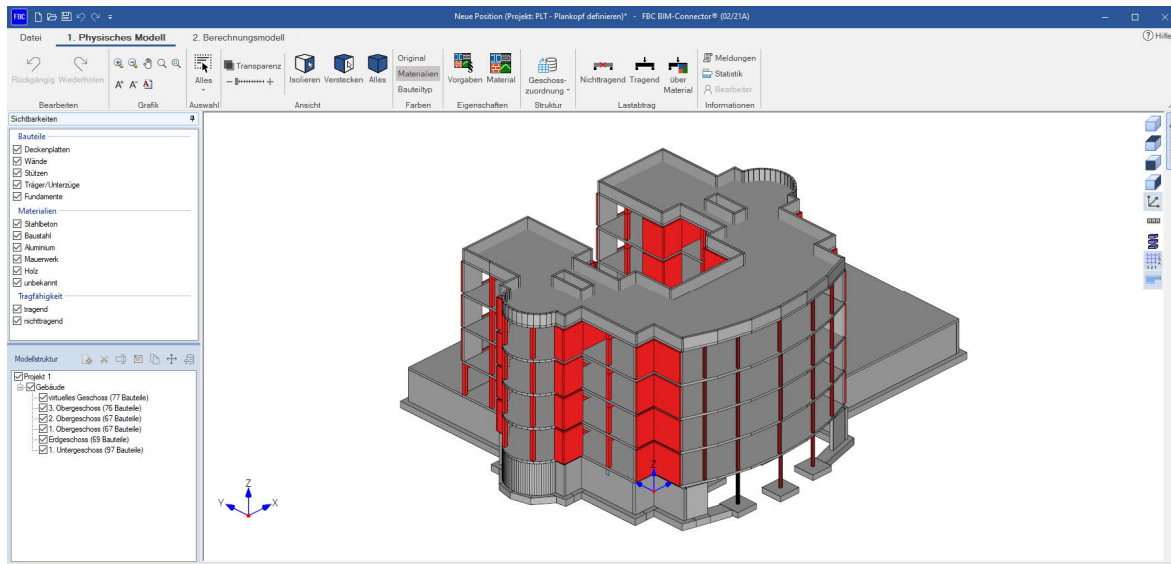 FBC
Neue Position (Projekt: PLT - Plankopf definieren)* - FBC BIM-Connector® (02/21A)
Datei 1. Physisches Modell 2. Berechnungsmodell
Hilfe
Rückgängig Wiederholen
A+ A- A
Alles
Transparenz
Isolieren Verstecken Alles
Original
Materialien
Bauteiltyp
Vorgaben Material
Geschoss-
zuordnung
Nichttragend Tragend über
Material
Meldungen
Statistik
Bearbeiter
Bearbeiten Grafik Auswahl Ansicht Farben Eigenschaften Struktur Lastabtrag Informationen
Sichtbarkeiten
Bauteile
Deckenplatten
Wände
Stützen
Träger/Unterzüge
Fundamente
Materialien
Stahlbeton
Baustahl
Aluminium
Mauerwerk
Holz
unbekannt
Tragfähigkeit
tragend
nichttragend
Modellstruktur
Projekt 1
Gebäude
virtuelles Geschoss (77 Bauteile)
3. Obergeschoss (76 Bauteile)
2. Obergeschoss (67 Bauteile)
1. Obergeschoss (67 Bauteile)
Erdgeschoss (69 Bauteile)
1. Untergeschoss (97 Bauteile)
Z
Z
Y X